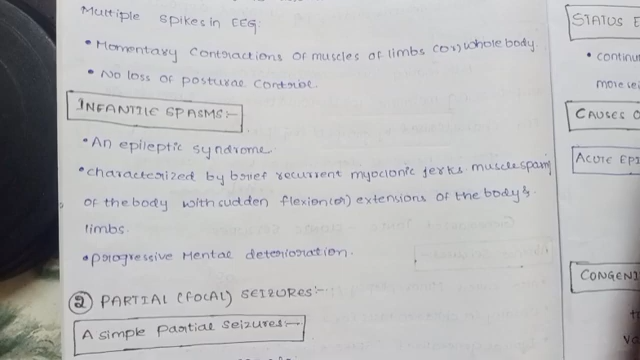 Multiple spikes in EEG.
• Momentary contractions of muscles of limbs (or) whole body.
• No loss of postural control.
INFANTILE SPASMS:-
• An epileptic syndrome.
• characterized by brief recurrent myoclonic jerks muscle spasm
of the body with sudden flexion (or) extensions of the body &
limbs.
• progressive Mental deterioration.
② PARTIAL (FOCAL) SEIZURES:-
A simple partial seizures:-
STATUS E
• continu
more
CAUSES O
ACUTE EPI
CONGENI